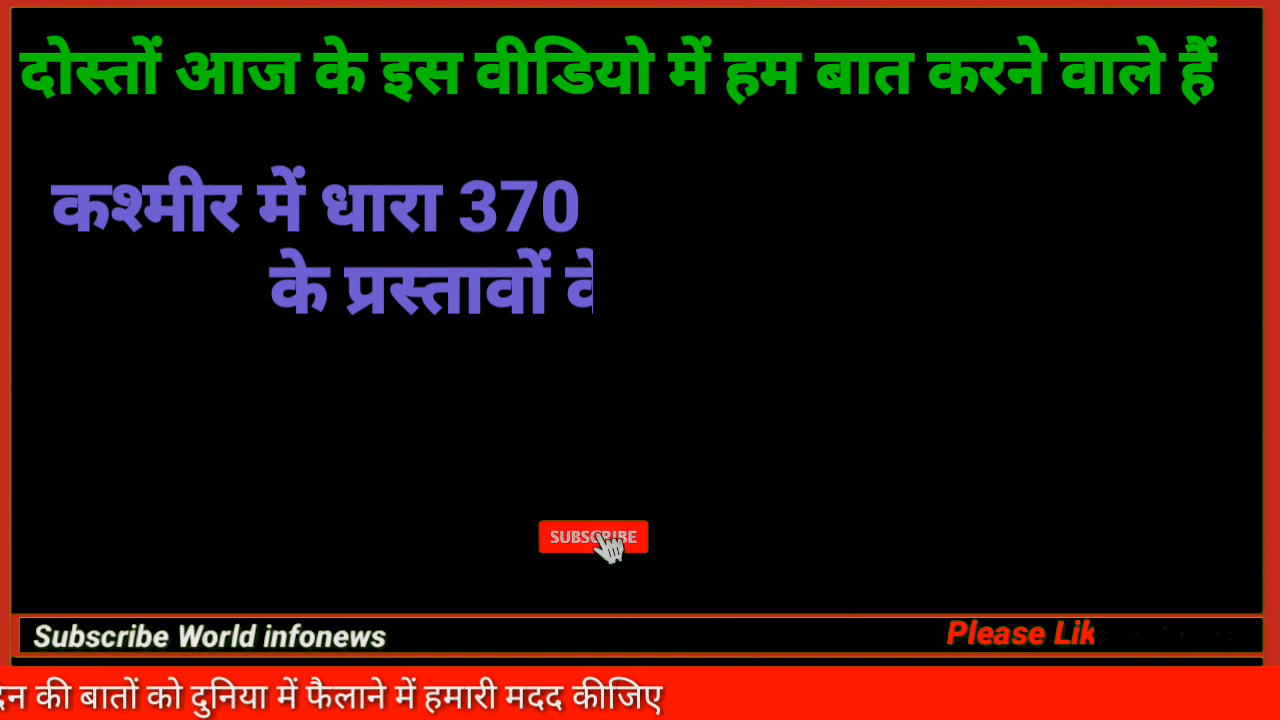 दोस्तों आज के इस वीडियो में हम बात करने वाले हैं
कश्मीर में धारा 370
के प्रस्तावों
SUBSCRIBE
Subscribe World infonews
Please Lik
की बातों को दुनिया में फैलाने में हमारी मदद कीजिए